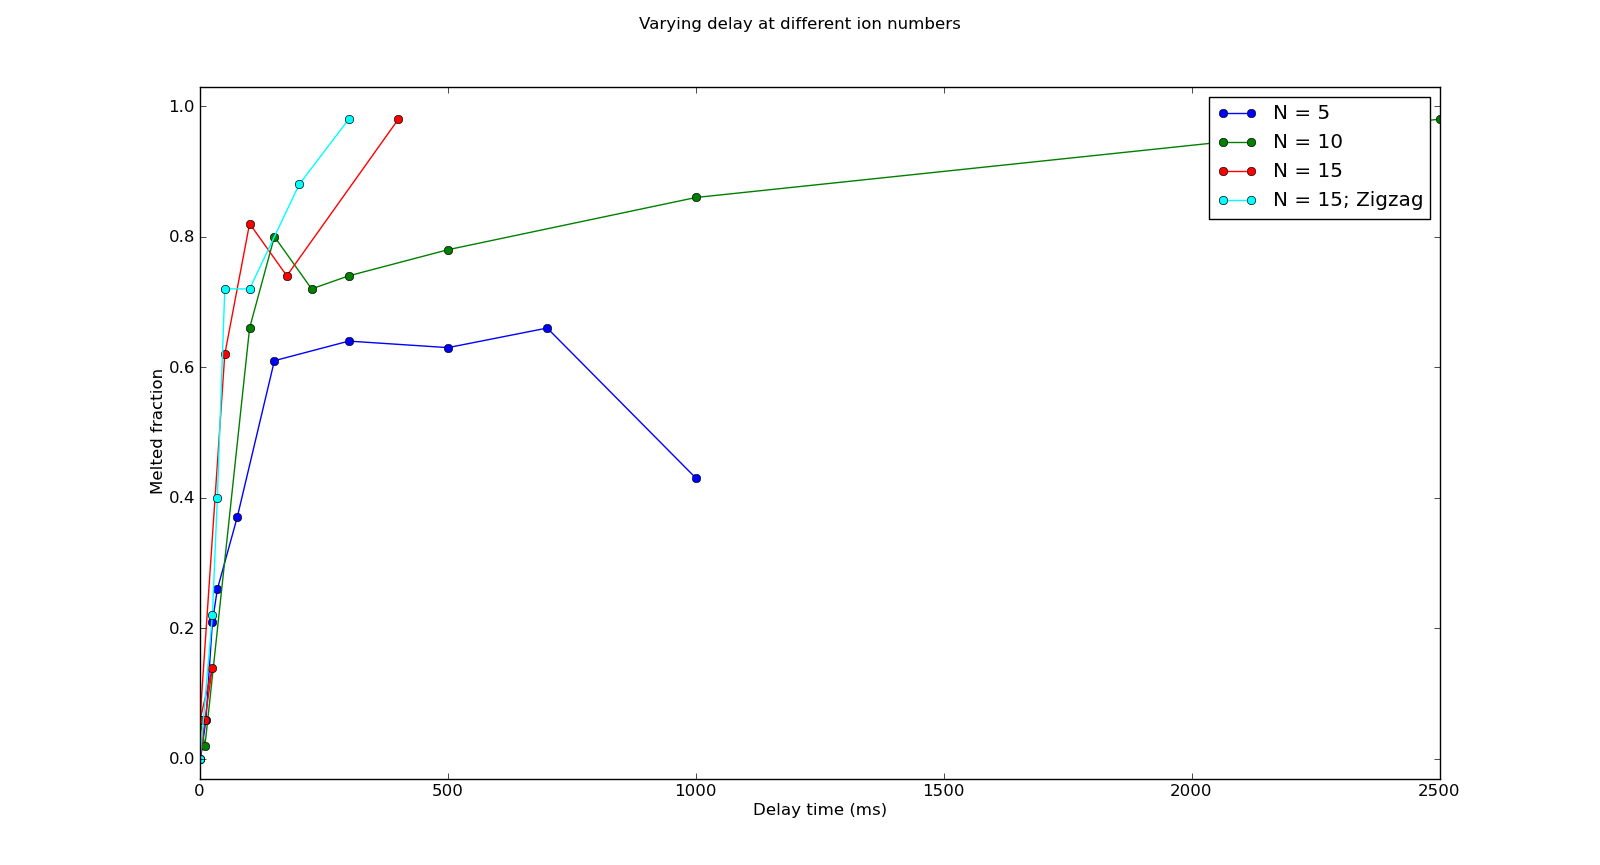 Varying delay at different ion numbers
1.0
0.8
0.6
0.4
0.2
0.0
Melted fraction
N = 5
N = 10
N = 15
N = 15; Zigzag
0 500 1000 1500 2000 2500
Delay time (ms)